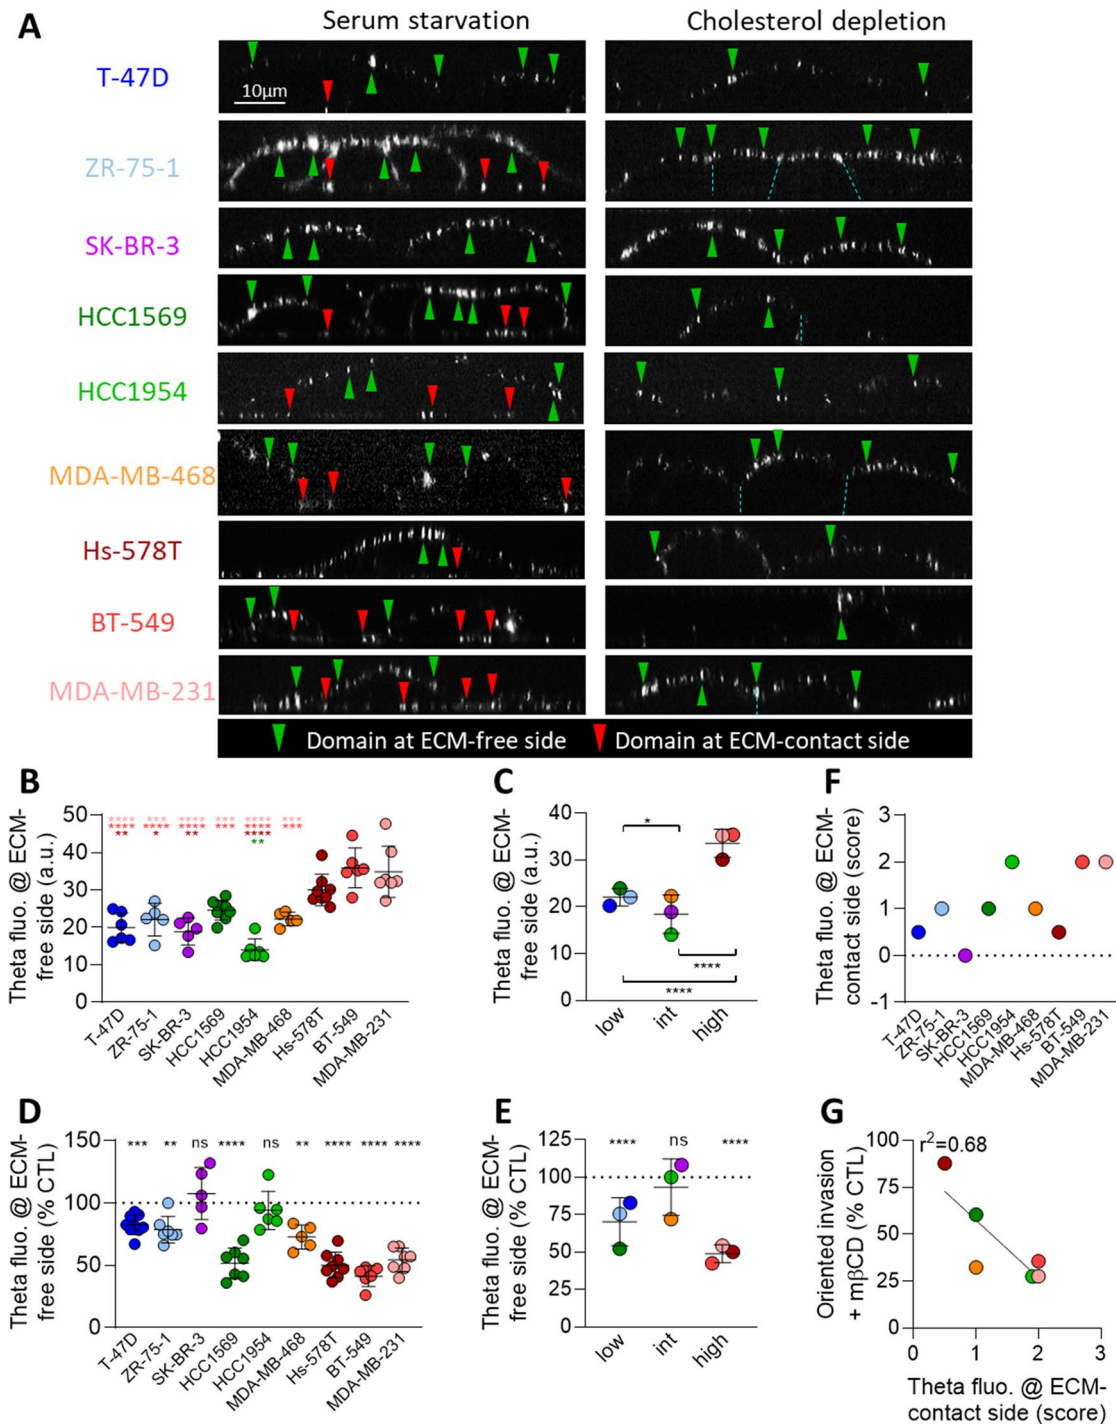 A
Serum starvation
Cholesterol depletion
T-47D
10µm
ZR-75-1
SK-BR-3
HCC1569
HCC1954
MDA-MB-468
Hs-578T
BT-549
MDA-MB-231
Domain at ECM-free side
Domain at ECM-contact side
B
Theta fluo. @ ECM-
free side (a.u.)
50
40
30
20
10
0
**** *** **** *** **** ***
**** **** **** *** **** ***
** * ** ****
**
T-47D
ZR-75-1
SK-BR-3
HCC1569
HCC1954
MDA-MB-468
Hs-578T
BT-549
MDA-MB-231
C
Theta fluo. @ ECM-
free side (a.u.)
40
30
20
10
0
*
****
****
low
int
high
F
Theta fluo. @ ECM-
contact side (score)
3
2
1
0
-1
T-47D
ZR-75-1
SK-BR-3
HCC1569
HCC1954
MDA-MB-468
Hs-578T
BT-549
MDA-MB-231
D
Theta fluo. @ ECM-
free side (% CTL)
150
100
50
0
*** ** ns **** ns ** **** **** ****
T-47D
ZR-75-1
SK-BR-3
HCC1569
HCC1954
MDA-MB-468
Hs-578T
BT-549
MDA-MB-231
E
Theta fluo. @ ECM-
free side (% CTL)
125
100
75
50
25
0
**** ns ****
low
int
high
G
Oriented invasion
+ mβCD (% CTL)
100
75
50
25
0
r²=0.68
0 1 2 3
Theta fluo. @ ECM-
contact side (score)